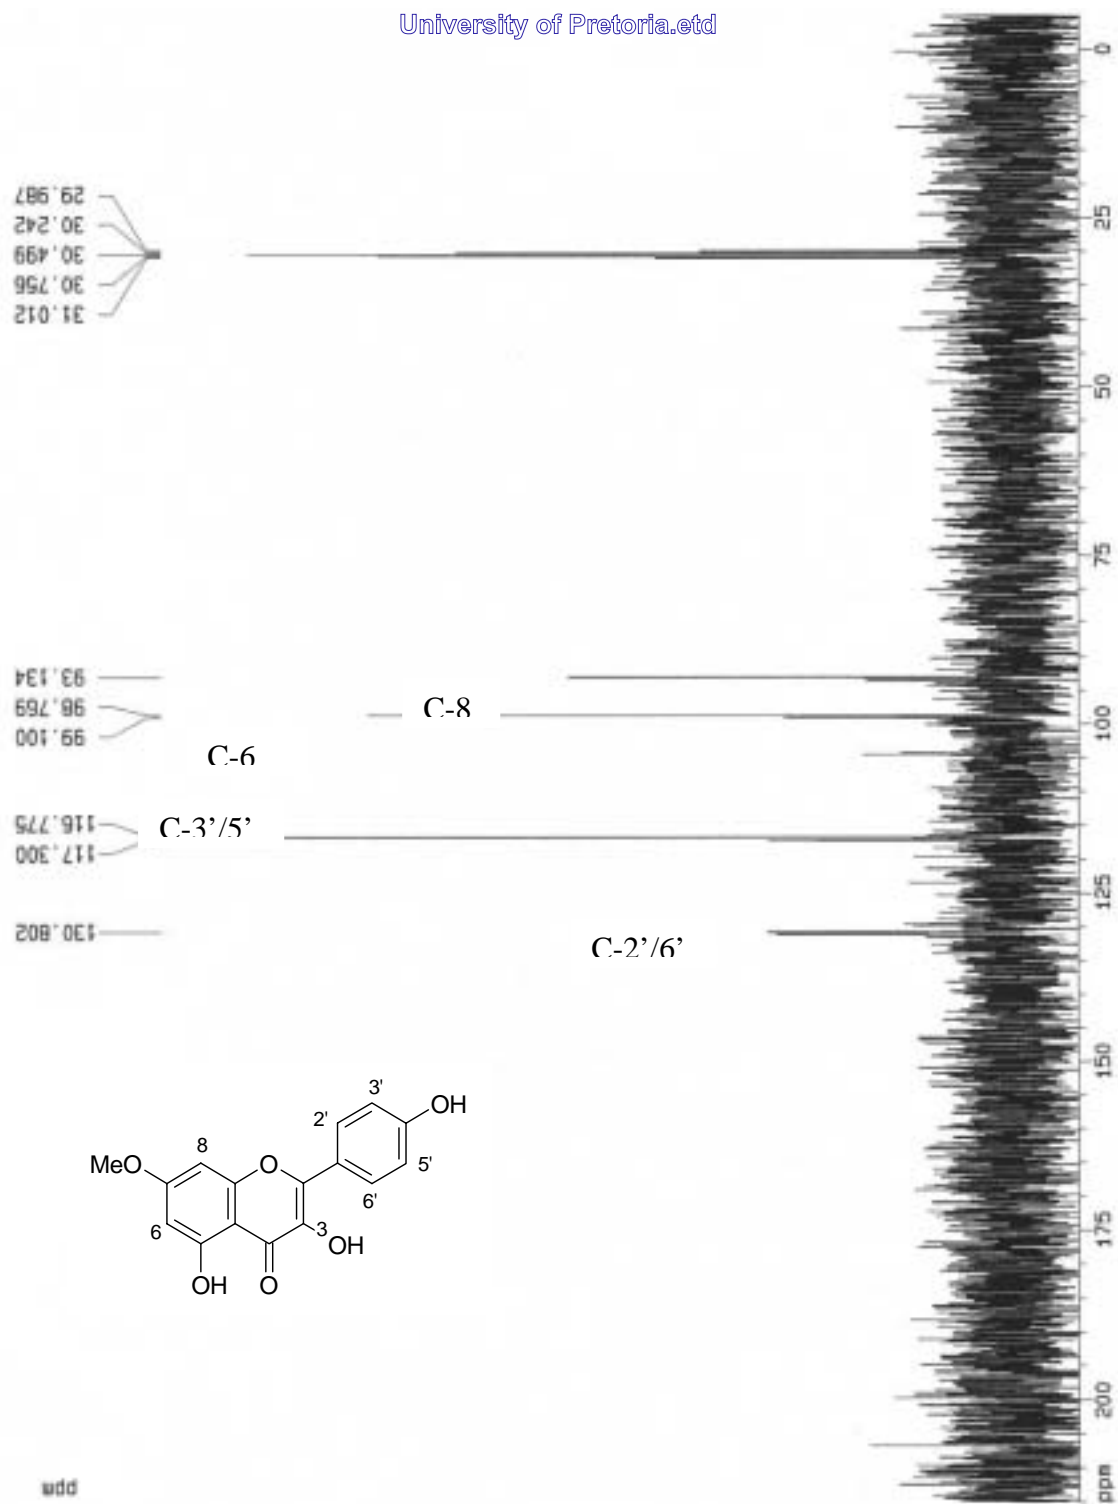 University of Pretoria.etd
29.987
30.242
30.499
30.756
31.012
93.134
98.769
99.100
116.775
117.300
130.802
ppm
C-8
C-6
C-3'/5'
C-2'/6'
3'
2'
OH
8
MeO
O
5'
6'
6
3
OH
OH
O
0
25
50
75
100
125
150
175
200
ppm